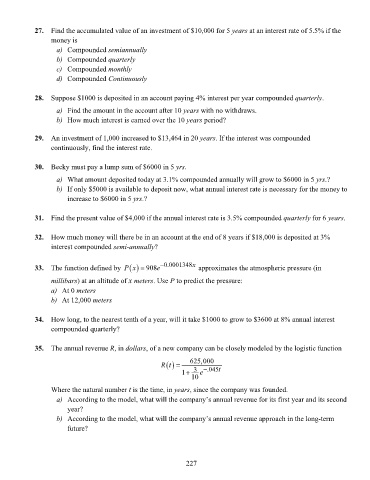 27. Find the accumulated value of an investment of $10,000 for 5 years at an interest rate of 5.5% if the
money is
a) Compounded semiannually
b) Compounded quarterly
c) Compounded monthly
d) Compounded Continuously
28. Suppose $1000 is deposited in an account paying 4% interest per year compounded quarterly.
a) Find the amount in the account after 10 years with no withdraws.
b) How much interest is earned over the 10 years period?
29. An investment of 1,000 increased to $13,464 in 20 years. If the interest was compounded
continuously, find the interest rate.
30. Becky must pay a lump sum of $6000 in 5 yrs.
a) What amount deposited today at 3.1% compounded annually will grow to $6000 in 5 yrs.?
b) If only $5000 is available to deposit now, what annual interest rate is necessary for the money to
increase to $6000 in 5 yrs.?
31. Find the present value of $4,000 if the annual interest rate is 3.5% compounded quarterly for 6 years.
32. How much money will there be in an account at the end of 8 years if $18,000 is deposited at 3%
interest compounded semi-annually?
33. The function defined by P(x) = 908e^−0.0001348x approximates the atmospheric pressure (in
millibars) at an altitude of x meters. Use P to predict the pressure:
a) At 0 meters
b) At 12,000 meters
34. How long, to the nearest tenth of a year, will it take $1000 to grow to $3600 at 8% annual interest
compounded quarterly?
35. The annual revenue R, in dollars, of a new company can be closely modeled by the logistic function
R(t) = 625,000 / (1 + 3/10 e^−.045t)
Where the natural number t is the time, in years, since the company was founded.
a) According to the model, what will the company's annual revenue for its first year and its second
year?
b) According to the model, what will the company's annual revenue approach in the long-term
future?
227